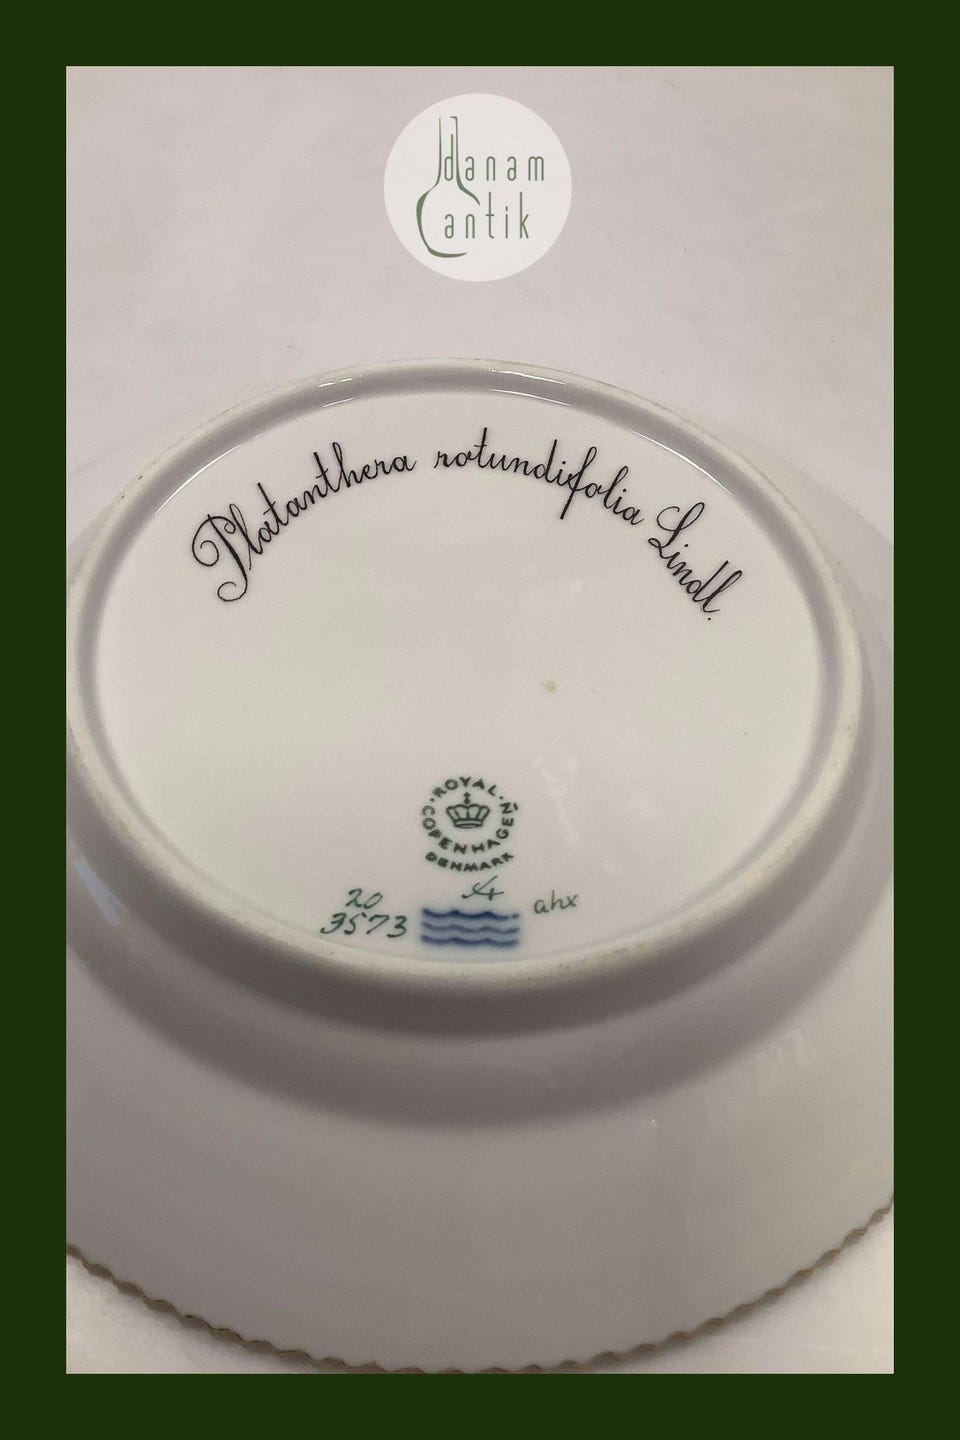 danam
antik
Platanthera rotundifolia Lindl.
ROYAL COPENHAGEN
DENMARK
20
3573
ahx